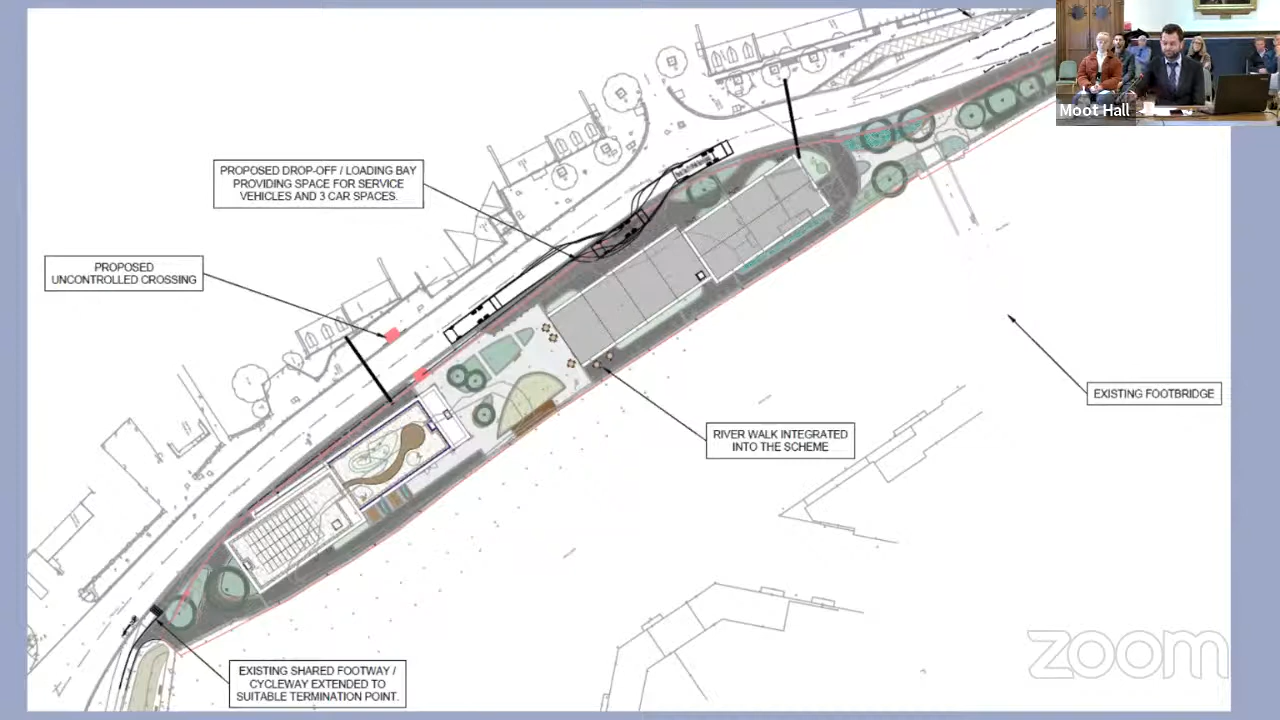 Moot Hall
PROPOSED DROP-OFF / LOADING BAY
PROVIDING SPACE FOR SERVICE
VEHICLES AND 3 CAR SPACES.
PROPOSED
UNCONTROLLED CROSSING
EXISTING FOOTBRIDGE
RIVER WALK INTEGRATED
INTO THE SCHEME
EXISTING SHARED FOOTWAY /
CYCLEWAY EXTENDED TO
SUITABLE TERMINATION POINT.
zoom